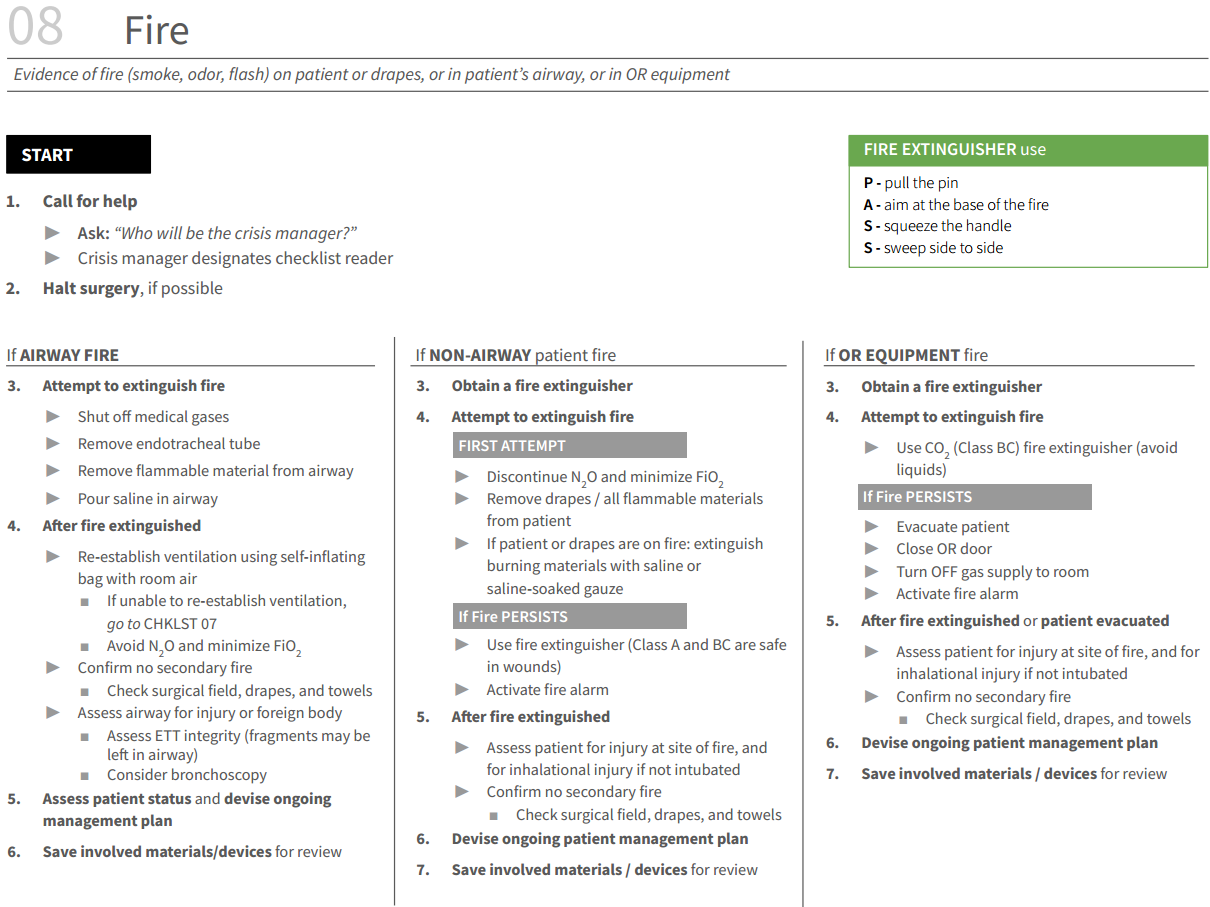 08 Fire
Evidence of fire (smoke, odor, flash) on patient or drapes, or in patient's airway, or in OR equipment
START
1. Call for help
Ask: “Who will be the crisis manager?”
Crisis manager designates checklist reader
2. Halt surgery, if possible
FIRE EXTINGUISHER use
P - pull the pin
A - aim at the base of the fire
S - squeeze the handle
S - sweep side to side
If AIRWAY FIRE
3. Attempt to extinguish fire
Shut off medical gases
Remove endotracheal tube
Remove flammable material from airway
Pour saline in airway
4. After fire extinguished
Re-establish ventilation using self-inflating
bag with room air
If unable to re-establish ventilation,
go to CHKLST 07
Avoid N2O and minimize FiO2
Confirm no secondary fire
Check surgical field, drapes, and towels
Assess airway for injury or foreign body
Assess ETT integrity (fragments may be
left in airway)
Consider bronchoscopy
5. Assess patient status and devise ongoing
management plan
6. Save involved materials/devices for review
If NON-AIRWAY patient fire
3. Obtain a fire extinguisher
4. Attempt to extinguish fire
FIRST ATTEMPT
Discontinue N2O and minimize FiO2
Remove drapes / all flammable materials
from patient
If patient or drapes are on fire: extinguish
burning materials with saline or
saline-soaked gauze
If Fire PERSISTS
Use fire extinguisher (Class A and BC are safe
in wounds)
Activate fire alarm
5. After fire extinguished
Assess patient for injury at site of fire, and
for inhalational injury if not intubated
Confirm no secondary fire
Check surgical field, drapes, and towels
6. Devise ongoing patient management plan
7. Save involved materials / devices for review
If OR EQUIPMENT fire
3. Obtain a fire extinguisher
4. Attempt to extinguish fire
Use CO2 (Class BC) fire extinguisher (avoid
liquids)
If Fire PERSISTS
Evacuate patient
Close OR door
Turn OFF gas supply to room
Activate fire alarm
5. After fire extinguished or patient evacuated
Assess patient for injury at site of fire, and for
inhalational injury if not intubated
Confirm no secondary fire
Check surgical field, drapes, and towels
6. Devise ongoing patient management plan
7. Save involved materials / devices for review